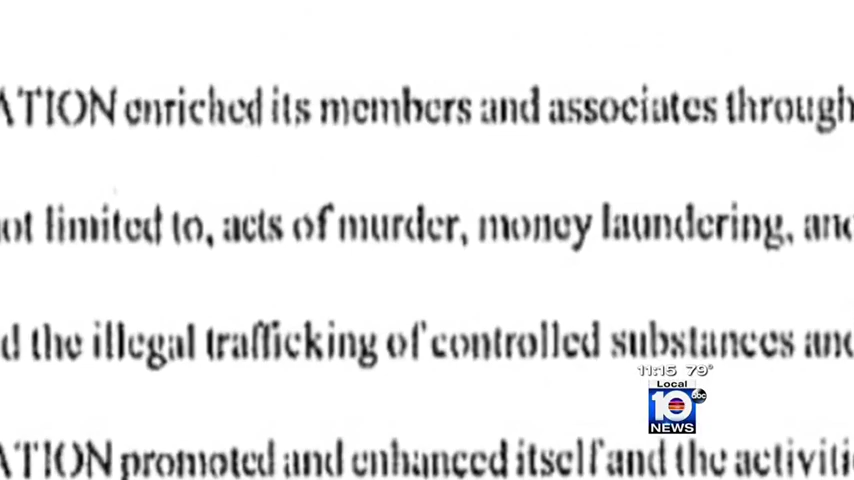 ATION enriched its members and associates through
ot limited to, acts of murder, money laundering, and
d the illegal trafficking of controlled substances and
11:15 79°
Local
10
abc
NEWS
ATION promoted and enhanced itself and the activiti